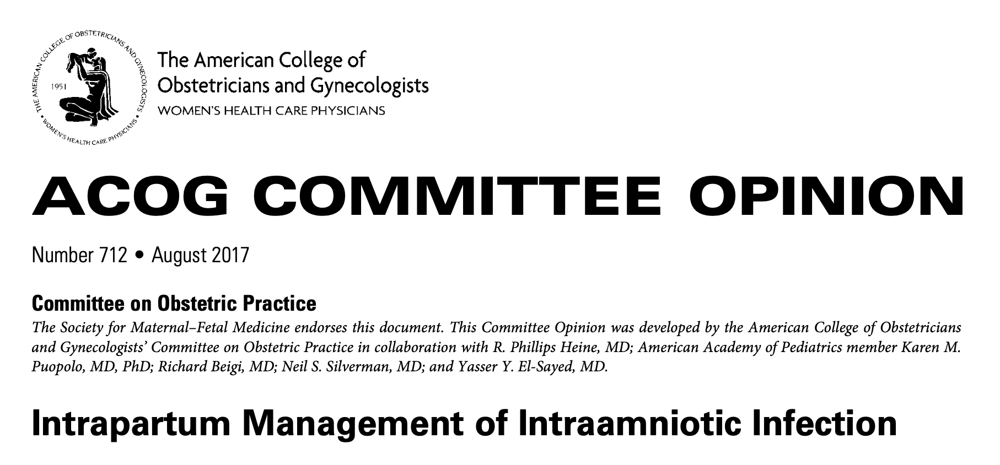 THE AMERICAN COLLEGE OF OBSTETRICIANS AND GYNECOLOGISTS
• WOMEN'S HEALTH CARE PHYSICIANS •
1951
The American College of
Obstetricians and Gynecologists
WOMEN'S HEALTH CARE PHYSICIANS
ACOG COMMITTEE OPINION
Number 712 • August 2017
Committee on Obstetric Practice
The Society for Maternal–Fetal Medicine endorses this document. This Committee Opinion was developed by the American College of Obstetricians
and Gynecologists’ Committee on Obstetric Practice in collaboration with R. Phillips Heine, MD; American Academy of Pediatrics member Karen M.
Puopolo, MD, PhD; Richard Beigi, MD; Neil S. Silverman, MD; and Yasser Y. El-Sayed, MD.
Intrapartum Management of Intraamniotic Infection